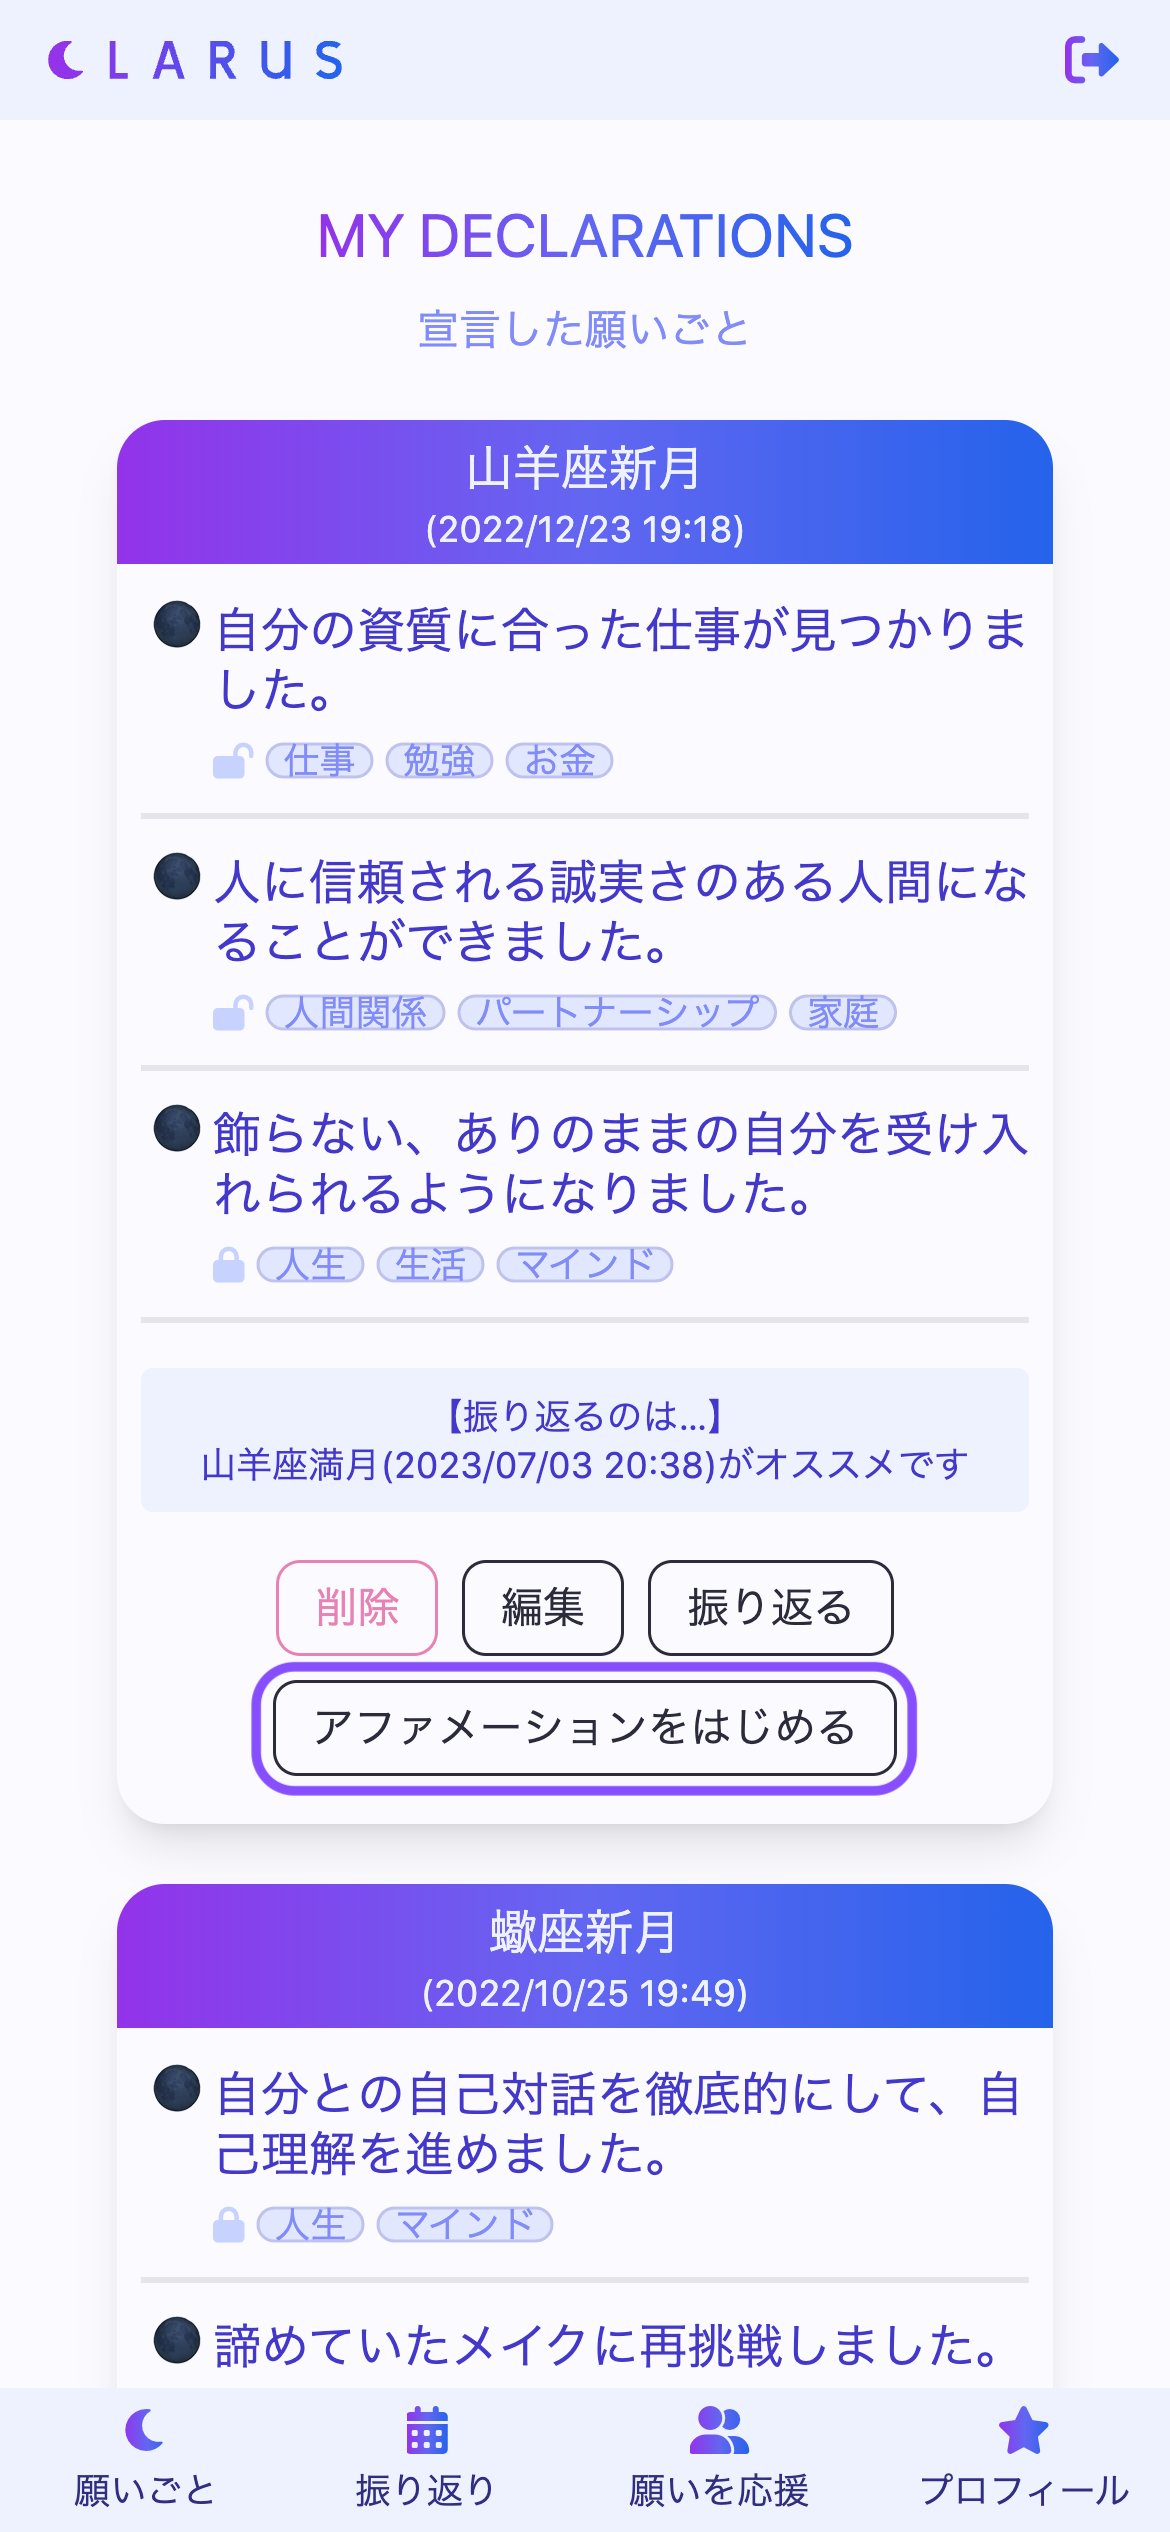 LARUS
MY DECLARATIONS
宣言した願いごと
山羊座新月
(2022/12/23 19:18)
自分の資質に合った仕事が見つかりま
した。
仕事 勉強 お金
人に信頼される誠実さのある人間にな
ることができました。
人間関係 パートナーシップ 家庭
飾らない、ありのままの自分を受け入
れられるようになりました。
人生 生活 マインド
【振り返るのは...】
山羊座満月(2023/07/03 20:38)がオススメです
削除 編集 振り返る
アファメーションをはじめる
蠍座新月
(2022/10/25 19:49)
自分との自己対話を徹底的にして、自
己理解を進めました。
人生 マインド
諦めていたメイクに再挑戦しました。
願いごと 振り返り 願いを応援 プロフィール